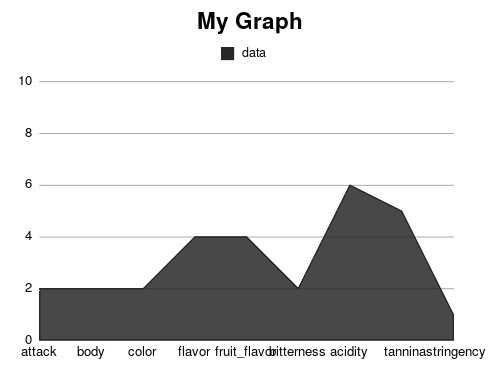 My Graph
data
10
8
6
4
2
0
attack body color flavor fruit_flavor bitterness acidity tannin astringency